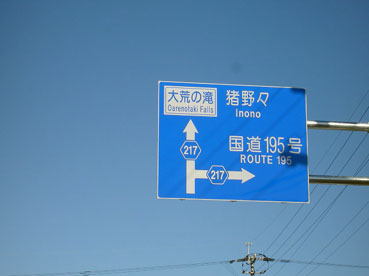 大荒の滝
Oarenotaki Falls
猪野々
Inono
国道195号
ROUTE 195
217
217